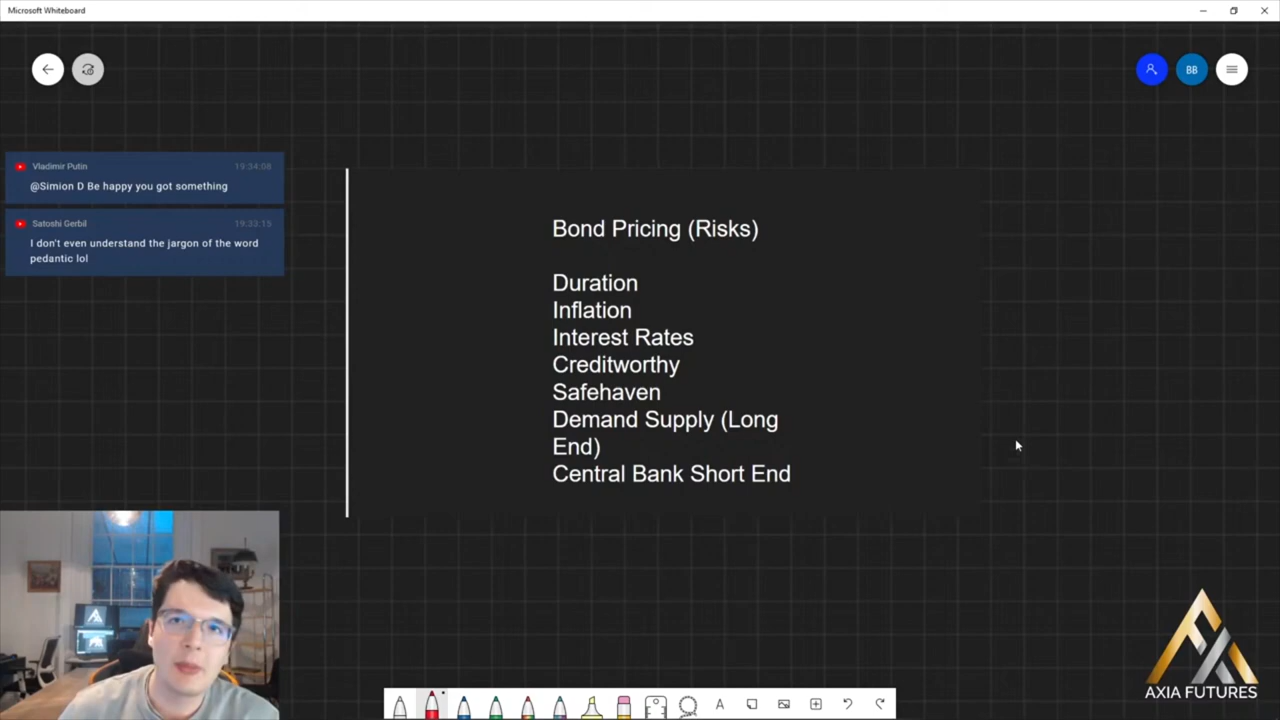 Microsoft Whiteboard
BB
Vladimir Putin 19:34:08
@Simion D Be happy you got something
Satoshi Gerbil 19:33:15
I don't even understand the jargon of the word
pedantic lol
Bond Pricing (Risks)
Duration
Inflation
Interest Rates
Creditworthy
Safehaven
Demand Supply (Long
End)
Central Bank Short End
A
AXIA FUTURES